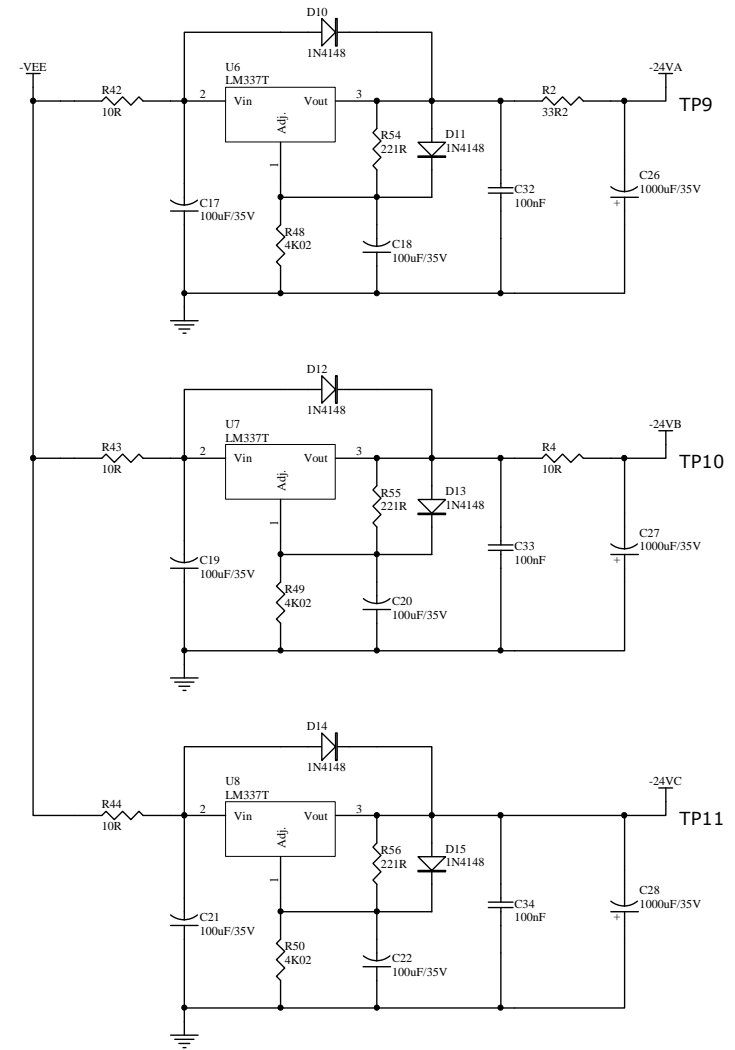 D10
1N4148
-VEE
R42
10R
U6
LM337T
2
Vin
Vout
3
Adj.
1
R54
221R
D11
1N4148
R2
33R2
-24VA
TP9
C17
100uF/35V
R48
4K02
C18
100uF/35V
C32
100nF
C26
1000uF/35V
+
D12
1N4148
R43
10R
U7
LM337T
2
Vin
Vout
3
Adj.
1
R55
221R
D13
1N4148
R4
10R
-24VB
TP10
C19
100uF/35V
R49
4K02
C20
100uF/35V
C33
100nF
C27
1000uF/35V
+
D14
1N4148
R44
10R
U8
LM337T
2
Vin
Vout
3
Adj.
1
R56
221R
D15
1N4148
-24VC
TP11
C21
100uF/35V
R50
4K02
C22
100uF/35V
C34
100nF
C28
1000uF/35V
+